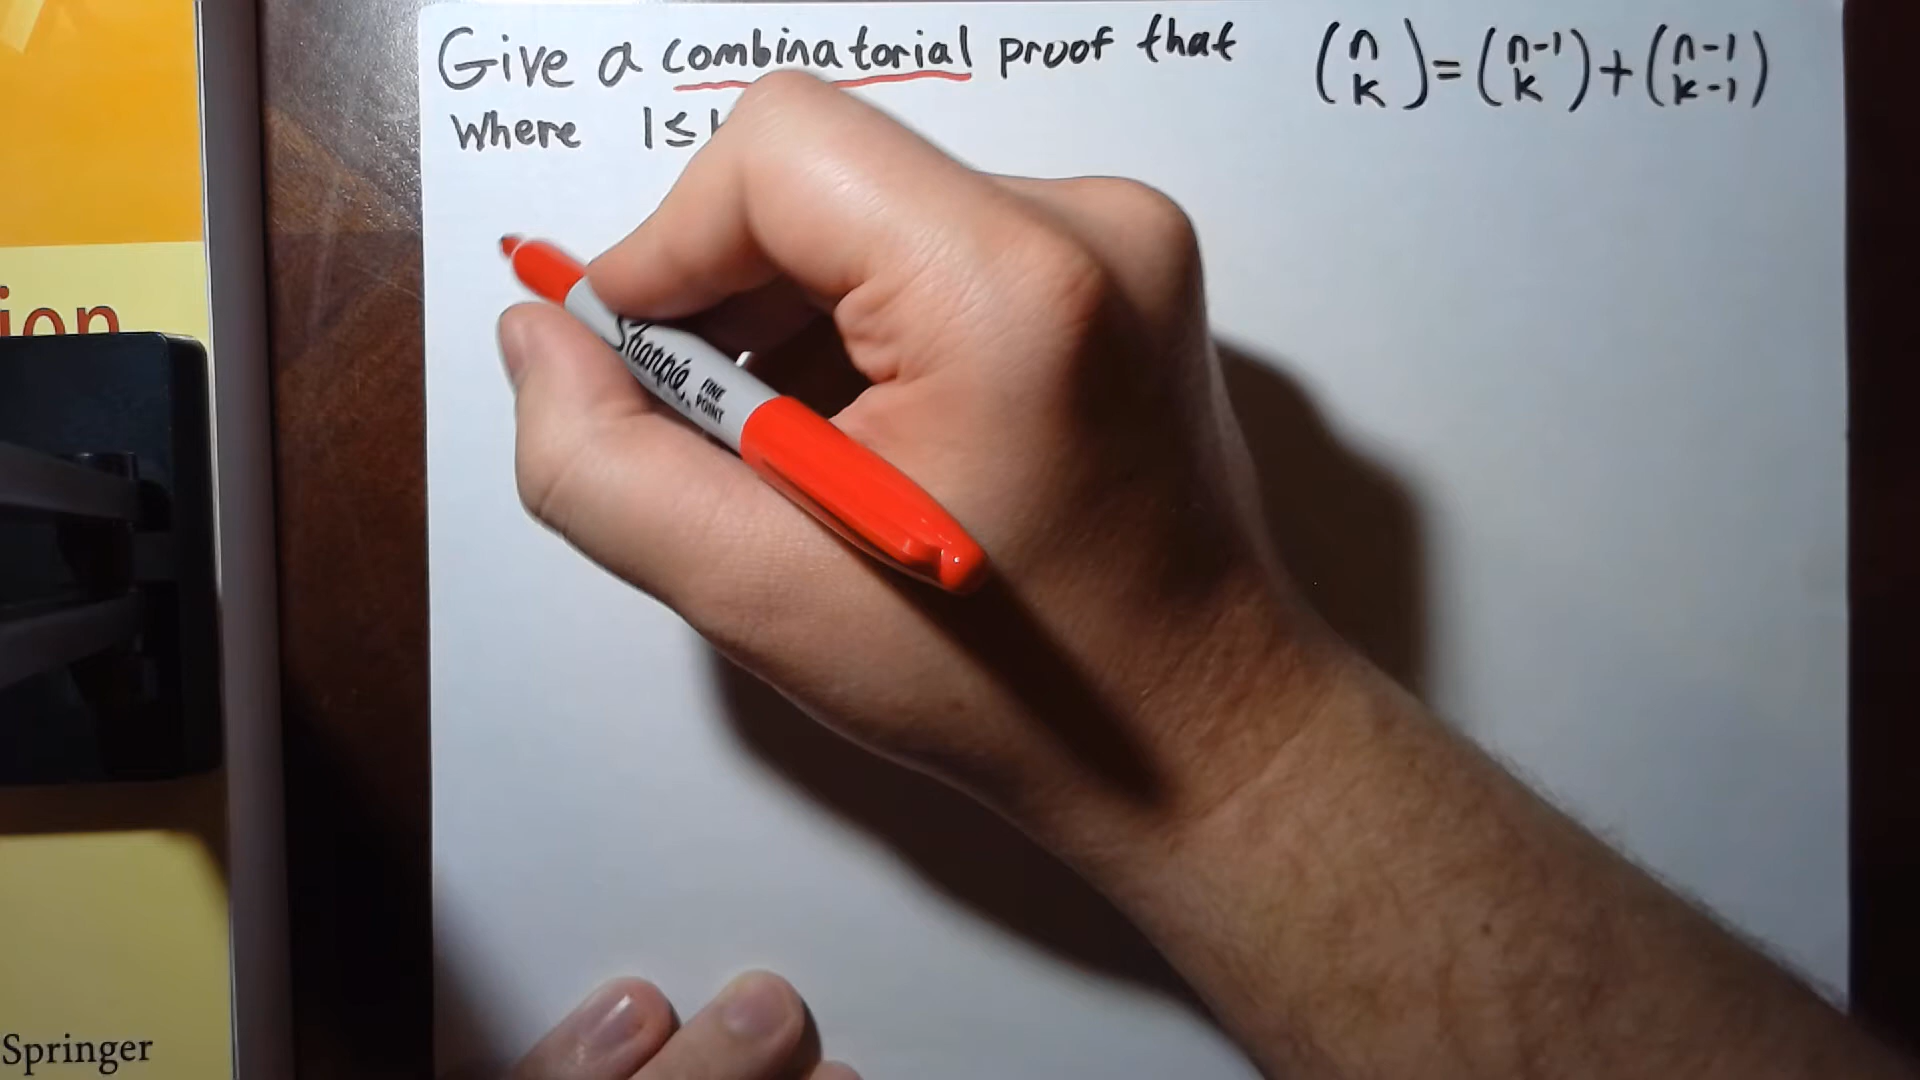 Give a combinatorial proof that (n k) = (n-1 k) + (n-1 k-1)
Where 1 ≤
ion
Sharpie
FINE
POINT
Springer